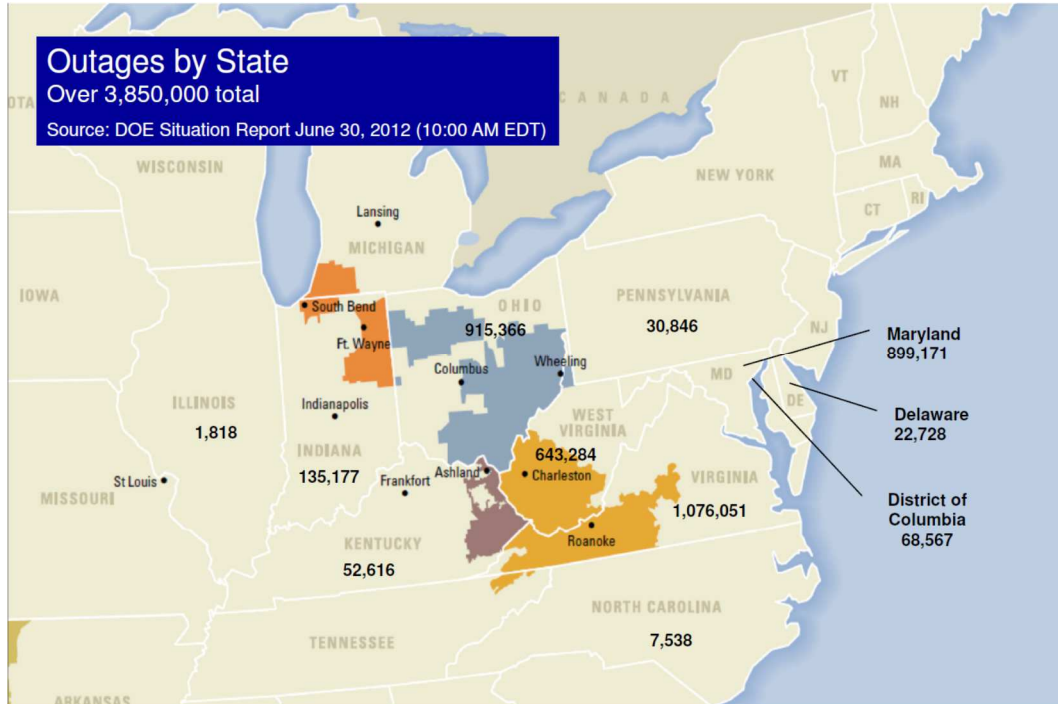 Outages by State
Over 3,850,000 total
Source: DOE Situation Report June 30, 2012 (10:00 AM EDT)
OTA
CANADA
VT
NH
WISCONSIN
MA
NEW YORK
CT
RI
Lansing
MICHIGAN
IOWA
South Bend
OHIO
PENNSYLVANIA
915,366
30,846
NJ
Ft. Wayne
Maryland
899,171
Wheeling
Columbus
MD
DE
ILLINOIS
1,818
Indianapolis
WEST
VIRGINIA
Delaware
22,728
INDIANA
135,177
643,284
St Louis
Frankfort
Ashland
Charleston
VIRGINIA
1,076,051
MISSOURI
District of
Columbia
68,567
KENTUCKY
52,616
Roanoke
NORTH CAROLINA
7,538
TENNESSEE
ARKANSAS